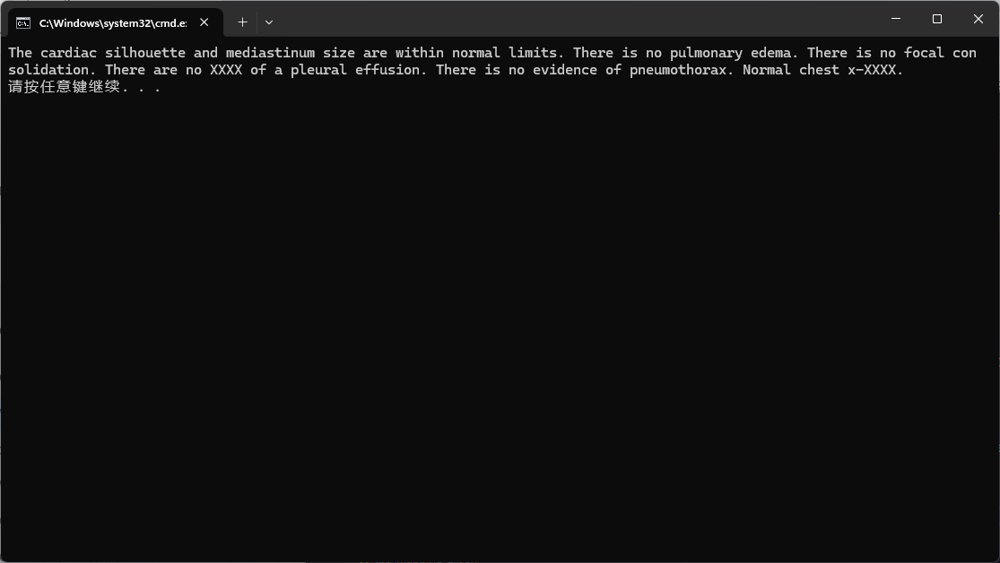 C:\Windows\system32\cmd.e
The cardiac silhouette and mediastinum size are within normal limits. There is no pulmonary edema. There is no focal con
solidation. There are no XXXX of a pleural effusion. There is no evidence of pneumothorax. Normal chest x-XXXX.
请按任意键继续. . .